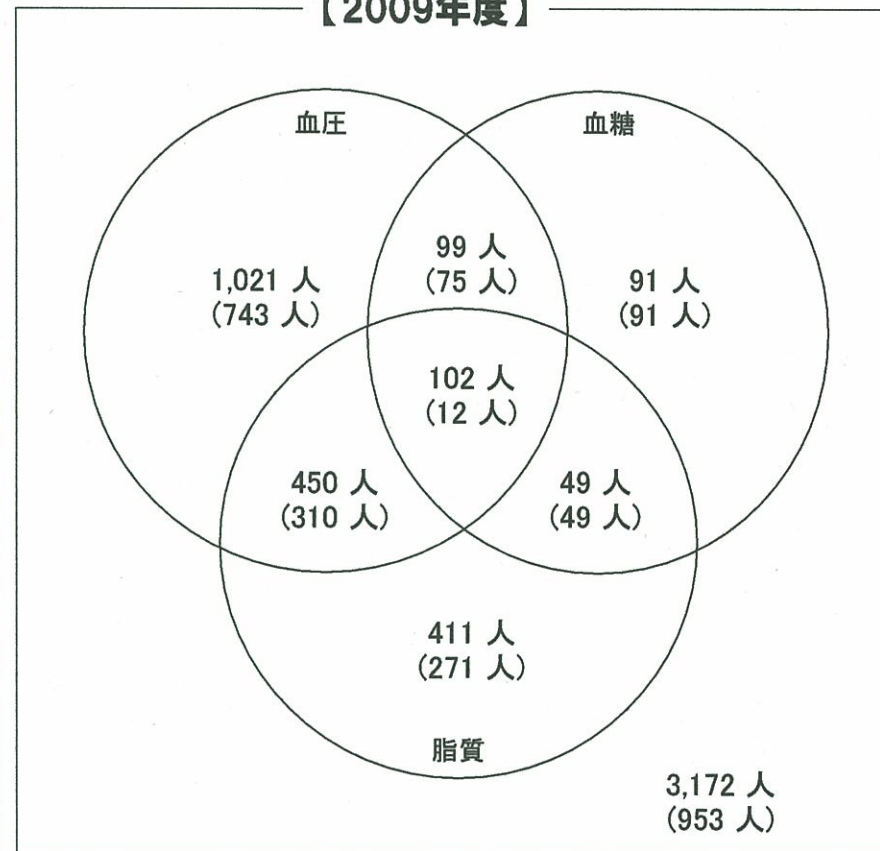 【2009年度】
血圧
血糖
99 人
(75 人)
1,021 人
(743 人)
91 人
(91 人)
102 人
(12 人)
450 人
(310 人)
49 人
(49 人)
411 人
(271 人)
脂質
3,172 人
(953 人)